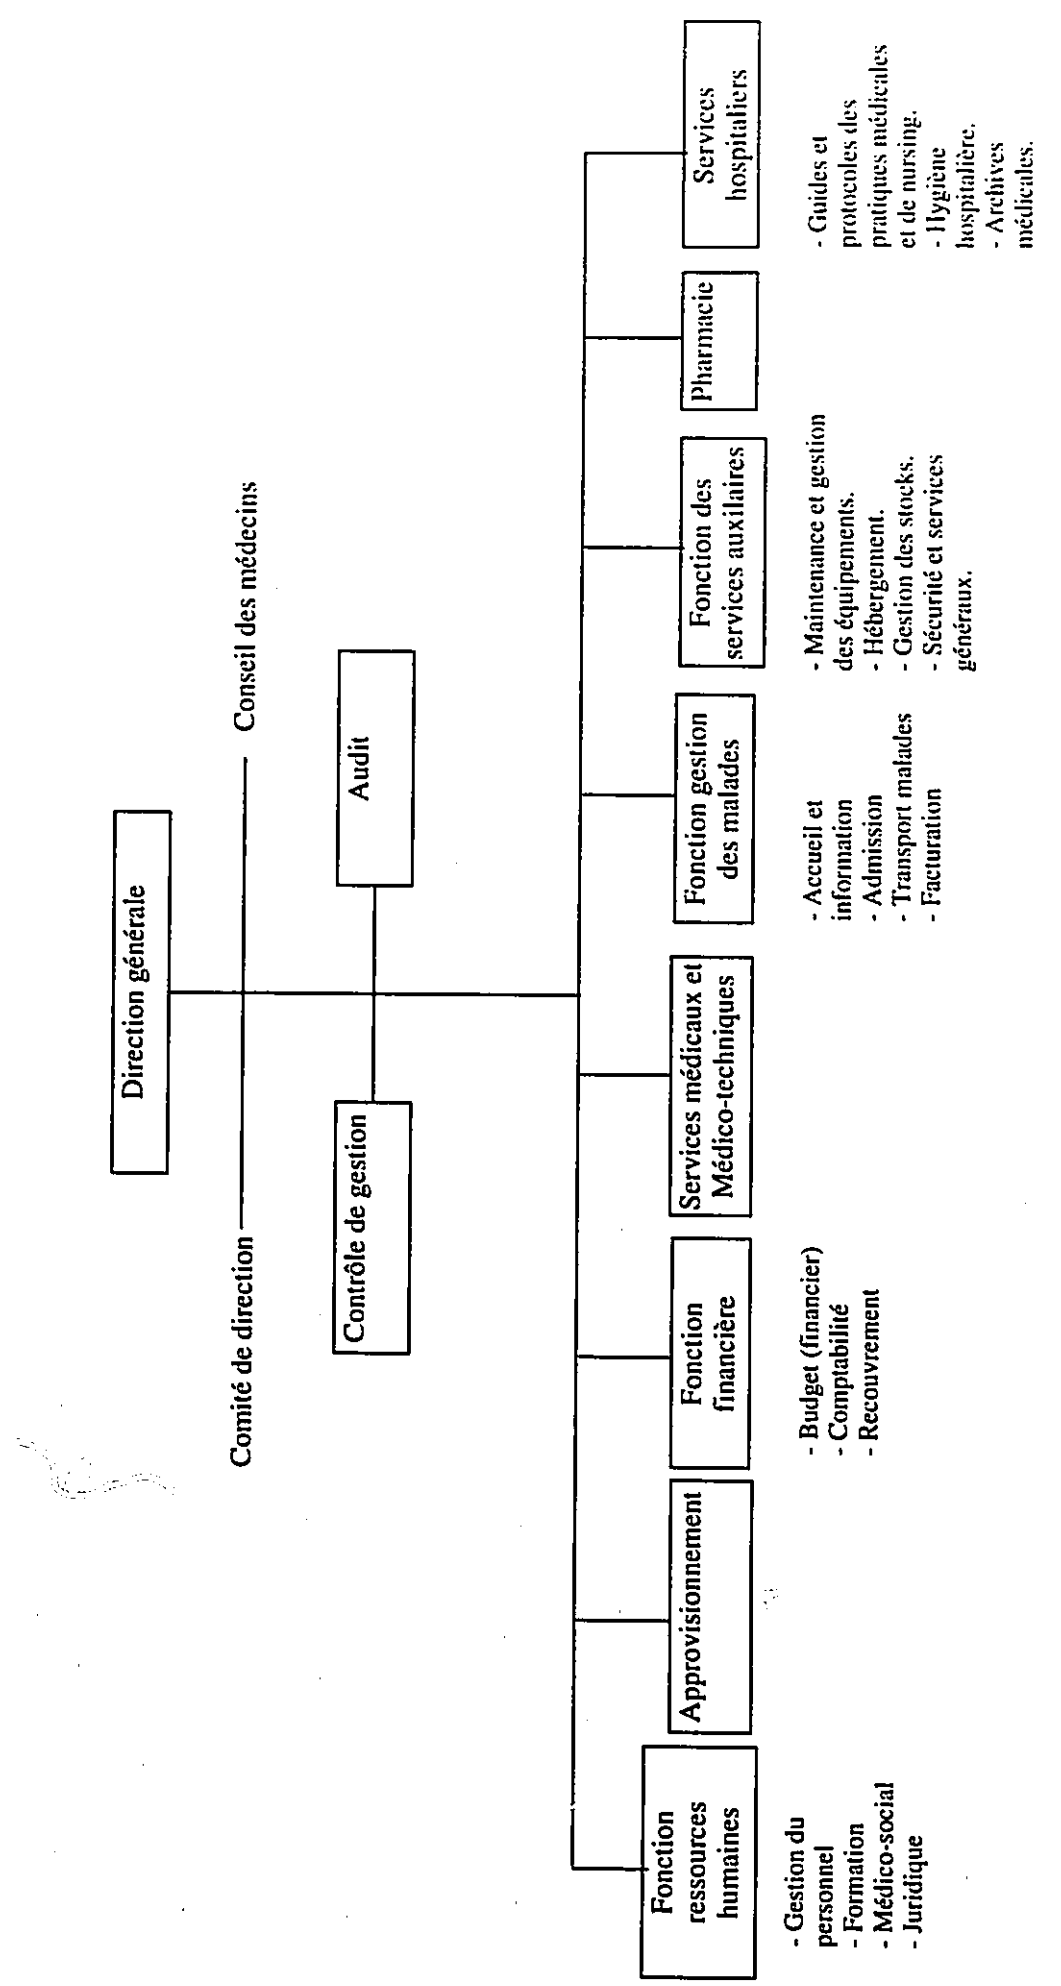 Direction générale
Comité de direction
Conseil des médecins
Contrôle de gestion
Audit
Fonction
ressources
humaines
- Gestion du
personnel
- Formation
- Médico-social
- Juridique
Approvisionnement
Fonction
financière
- Budget (financier)
- Comptabilité
- Recouvrement
Services médicaux et
Médico-techniques
Fonction gestion
des malades
- Accueil et
information
- Admission
- Transport malades
- Facturation
Fonction des
services auxilaires
- Maintenance et gestion
des équipements.
- Hébergement.
- Gestion des stocks.
- Sécurité et services
généraux.
Pharmacie
Services
hospitaliers
- Guides et
protocoles des
pratiques médicales
et de nursing.
- Hygiène
hospitalière.
- Archives
médicales.